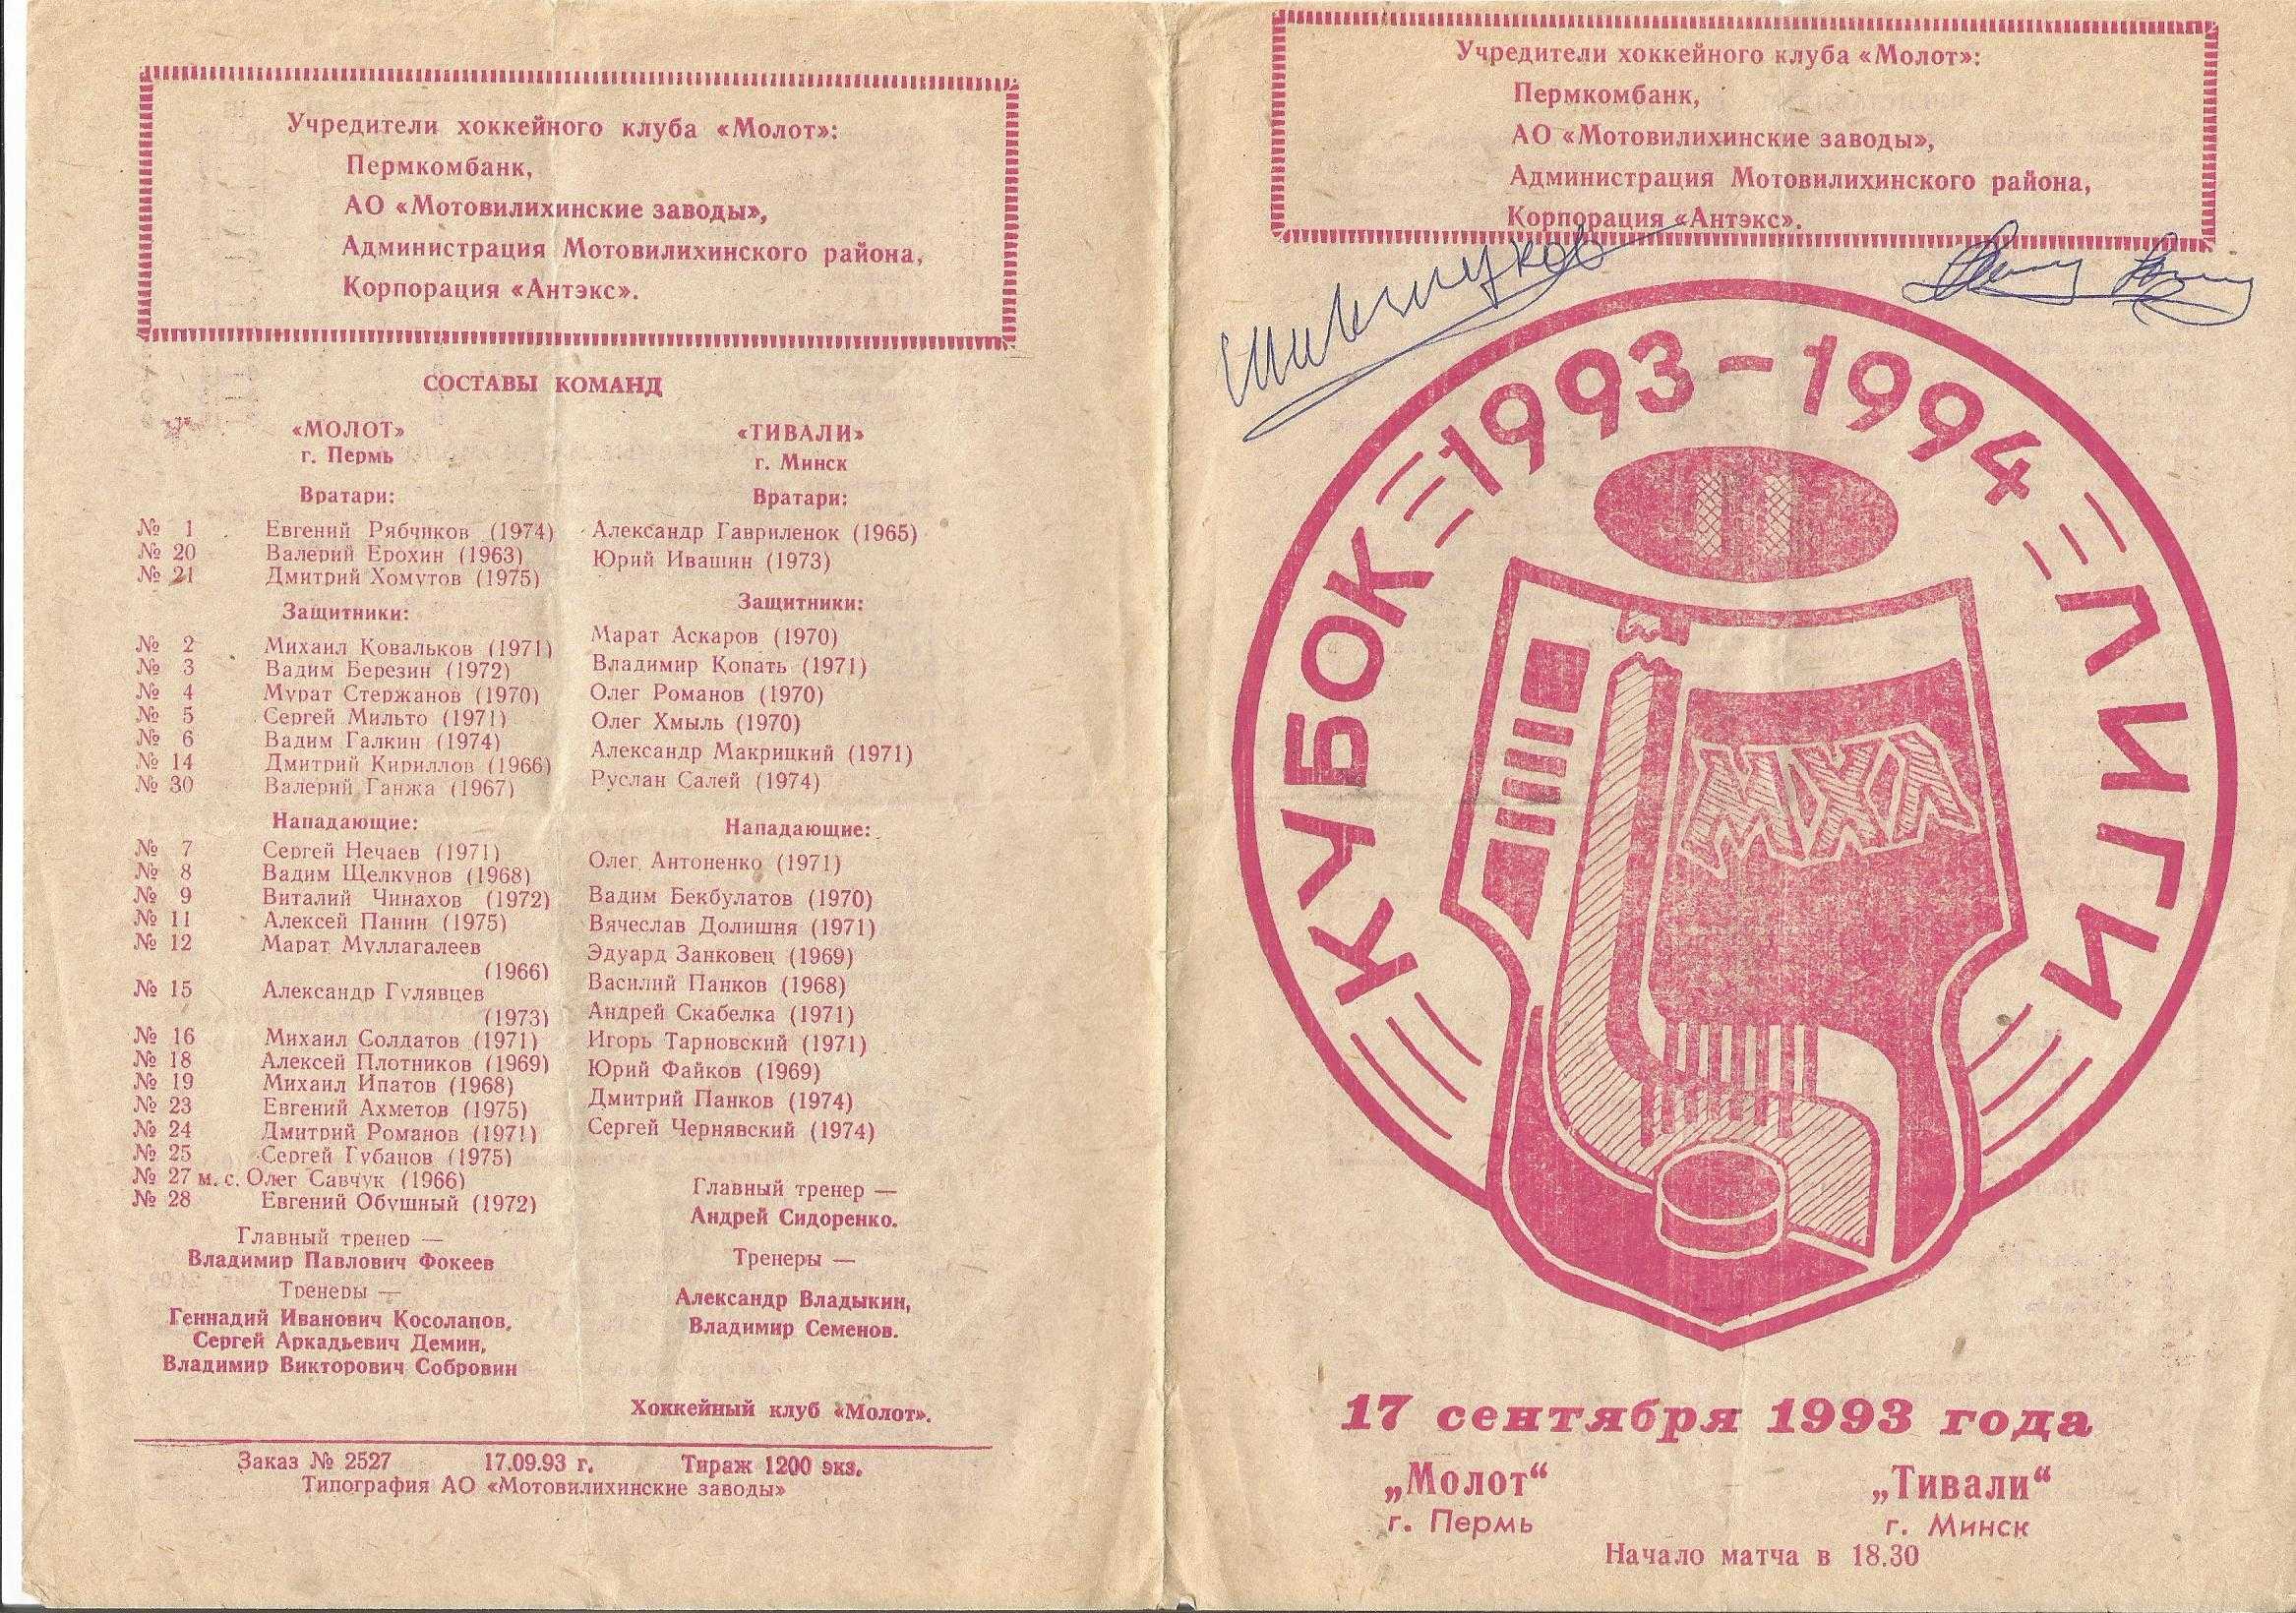 Учредители хоккейного клуба «Молот»:
Пермкомбанк,
АО «Мотовилихинские заводы»,
Администрация Мотовилихинского района,
Корпорация «Антэкс».
СОСТАВЫ КОМАНД
«МОЛОТ»
г. Пермь
Вратари:
№ 1 Евгений Рябчиков (1974)
№ 20 Валерий Ерохин (1963)
№ 21 Дмитрий Хомутов (1975)
Защитники:
№ 2 Михаил Ковальков (1971)
№ 3 Вадим Березин (1972)
№ 4 Мурат Стержанов (1970)
№ 5 Сергей Мильто (1971)
№ 6 Вадим Галкин (1974)
№ 14 Дмитрий Кириллов (1966)
№ 30 Валерий Ганжа (1967)
Нападающие:
№ 7 Сергей Нечаев (1971)
№ 8 Вадим Щелкунов (1968)
№ 9 Виталий Чинахов (1972)
№ 11 Алексей Панин (1975)
№ 12 Марат Муллагалеев
(1966)
№ 15 Александр Гулявцев
(1973)
№ 16 Михаил Солдатов (1971)
№ 18 Алексей Плотников (1969)
№ 19 Михаил Ипатов (1968)
№ 23 Евгений Ахметов (1975)
№ 24 Дмитрий Романов (1971)
№ 25 Сергей Губанов (1975)
№ 27 м. с. Олег Савчук (1966)
№ 28 Евгений Обушный (1972)
Главный тренер —
Владимир Павлович Фокеев
Тренеры —
Геннадий Иванович Косолапов,
Сергей Аркадьевич Демин,
Владимир Викторович Собровин
«ТИВАЛИ»
г. Минск
Вратари:
Александр Гавриленок (1965)
Юрий Ивашин (1973)
Защитники:
Марат Аскаров (1970)
Владимир Копать (1971)
Олег Романов (1970)
Олег Хмыль (1970)
Александр Макрицкий (1971)
Руслан Салей (1974)
Нападающие:
Олег Антоненко (1971)
Вадим Бекбулатов (1970)
Вячеслав Долишня (1971)
Эдуард Занковец (1969)
Василий Панков (1968)
Андрей Скабелка (1971)
Игорь Тарновский (1971)
Юрий Файков (1969)
Дмитрий Панков (1974)
Сергей Чернявский (1974)
Главный тренер —
Андрей Сидоренко.
Тренеры —
Александр Владыкин,
Владимир Семенов.
Хоккейный клуб «Молот».
Заказ № 2527 17.09.93 г. Тираж 1200 экз.
Типография АО «Мотовилихинские заводы»
Учредители хоккейного клуба «Молот»:
Пермкомбанк,
АО «Мотовилихинские заводы»,
Администрация Мотовилихинского района,
Корпорация «Антэкс».
КУБОК 1993-1994 ЛИГИ
МХЛ
17 сентября 1993 года
„Молот“ „Тивали“
г. Пермь г. Минск
Начало матча в 18.30